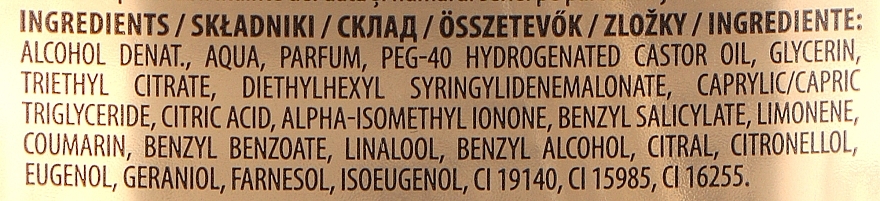 INGREDIENTS / SKŁADNIKI / СКЛАД / ÖSSZETEVŐK / ZLOŽKY / INGREDIENTE:
ALCOHOL DENAT., AQUA, PARFUM, PEG-40 HYDROGENATED CASTOR OIL, GLYCERIN,
TRIETHYL CITRATE, DIETHYLHEXYL SYRINGYLIDENEMALONATE, CAPRYLIC/CAPRIC
TRIGLYCERIDE, CITRIC ACID, ALPHA-ISOMETHYL IONONE, BENZYL SALICYLATE, LIMONENE,
COUMARIN, BENZYL BENZOATE, LINALOOL, BENZYL ALCOHOL, CITRAL, CITRONELLOL,
EUGENOL, GERANIOL, FARNESOL, ISOEUGENOL, CI 19140, CI 15985, CI 16255.